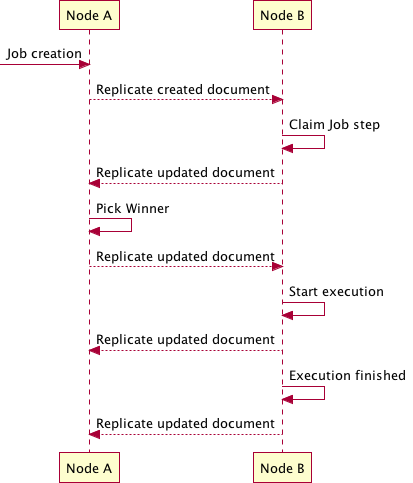 Node A
Node B
Job creation
Replicate created document
Claim Job step
Replicate updated document
Pick Winner
Replicate updated document
Start execution
Replicate updated document
Execution finished
Replicate updated document
Node A
Node B